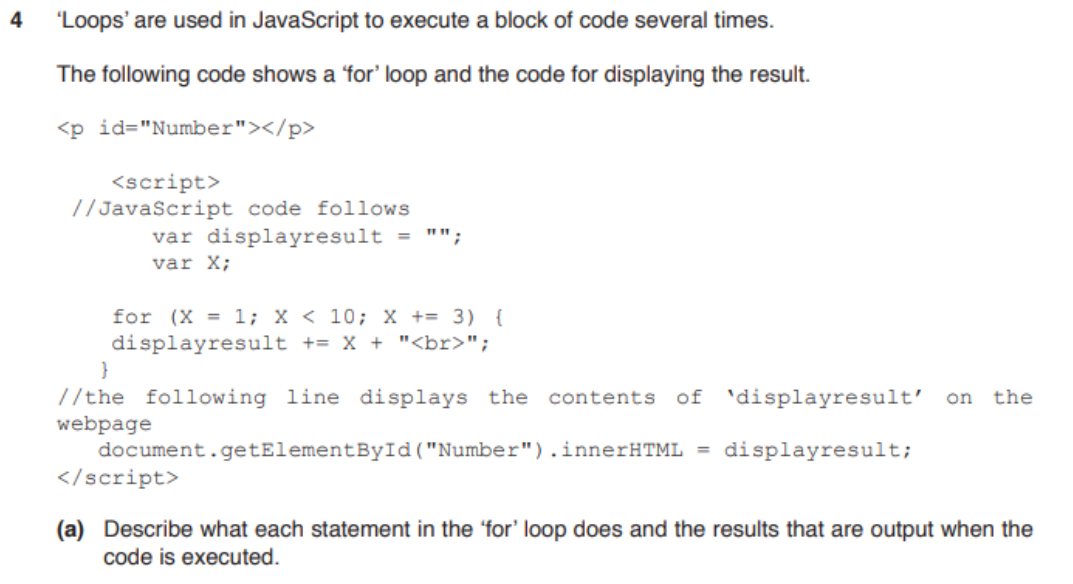 4 ‘Loops’ are used in JavaScript to execute a block of code several times.
The following code shows a ‘for’ loop and the code for displaying the result.
<p id="Number"></p>
<script>
//JavaScript code follows
var displayresult = "";
var X;
for (X = 1; X < 10; X += 3) {
displayresult += X + "<br>";
}
//the following line displays the contents of ‘displayresult’ on the
webpage
document.getElementById("Number").innerHTML = displayresult;
</script>
(a) Describe what each statement in the ‘for’ loop does and the results that are output when the
code is executed.